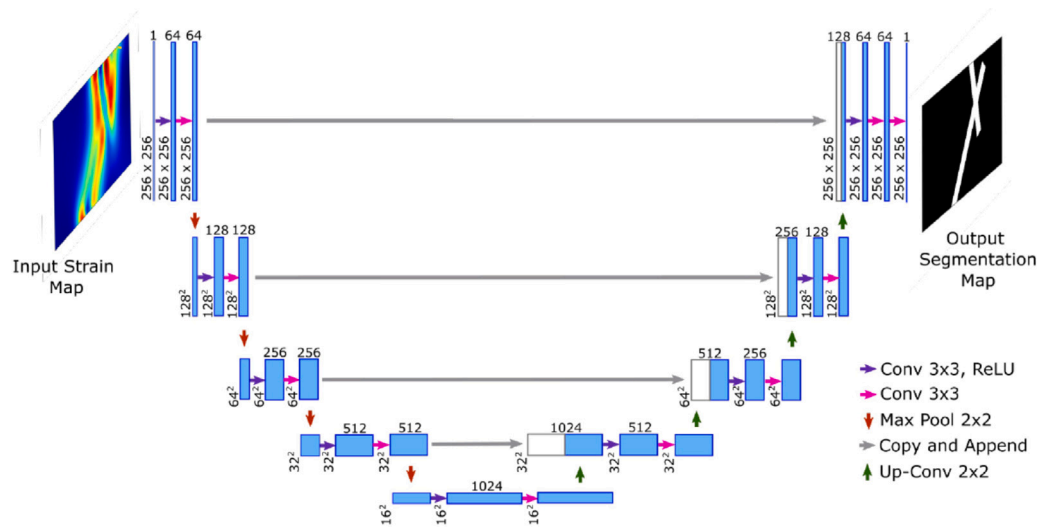 1 64 64
256 x 256
256 x 256
256 x 256
128 64 64 1
256 x 256
256 x 256
256 x 256
256 x 256
Input Strain
Map
Output
Segmentation
Map
128 128
128²
128²
128²
256 128
128²
128²
128²
256 256
64²
64²
64²
512 256
64²
64²
64²
512 512
32²
32²
32²
1024 512
32²
32²
32²
1024
16²
16²
16²
Conv 3x3, ReLU
Conv 3x3
Max Pool 2x2
Copy and Append
Up-Conv 2x2